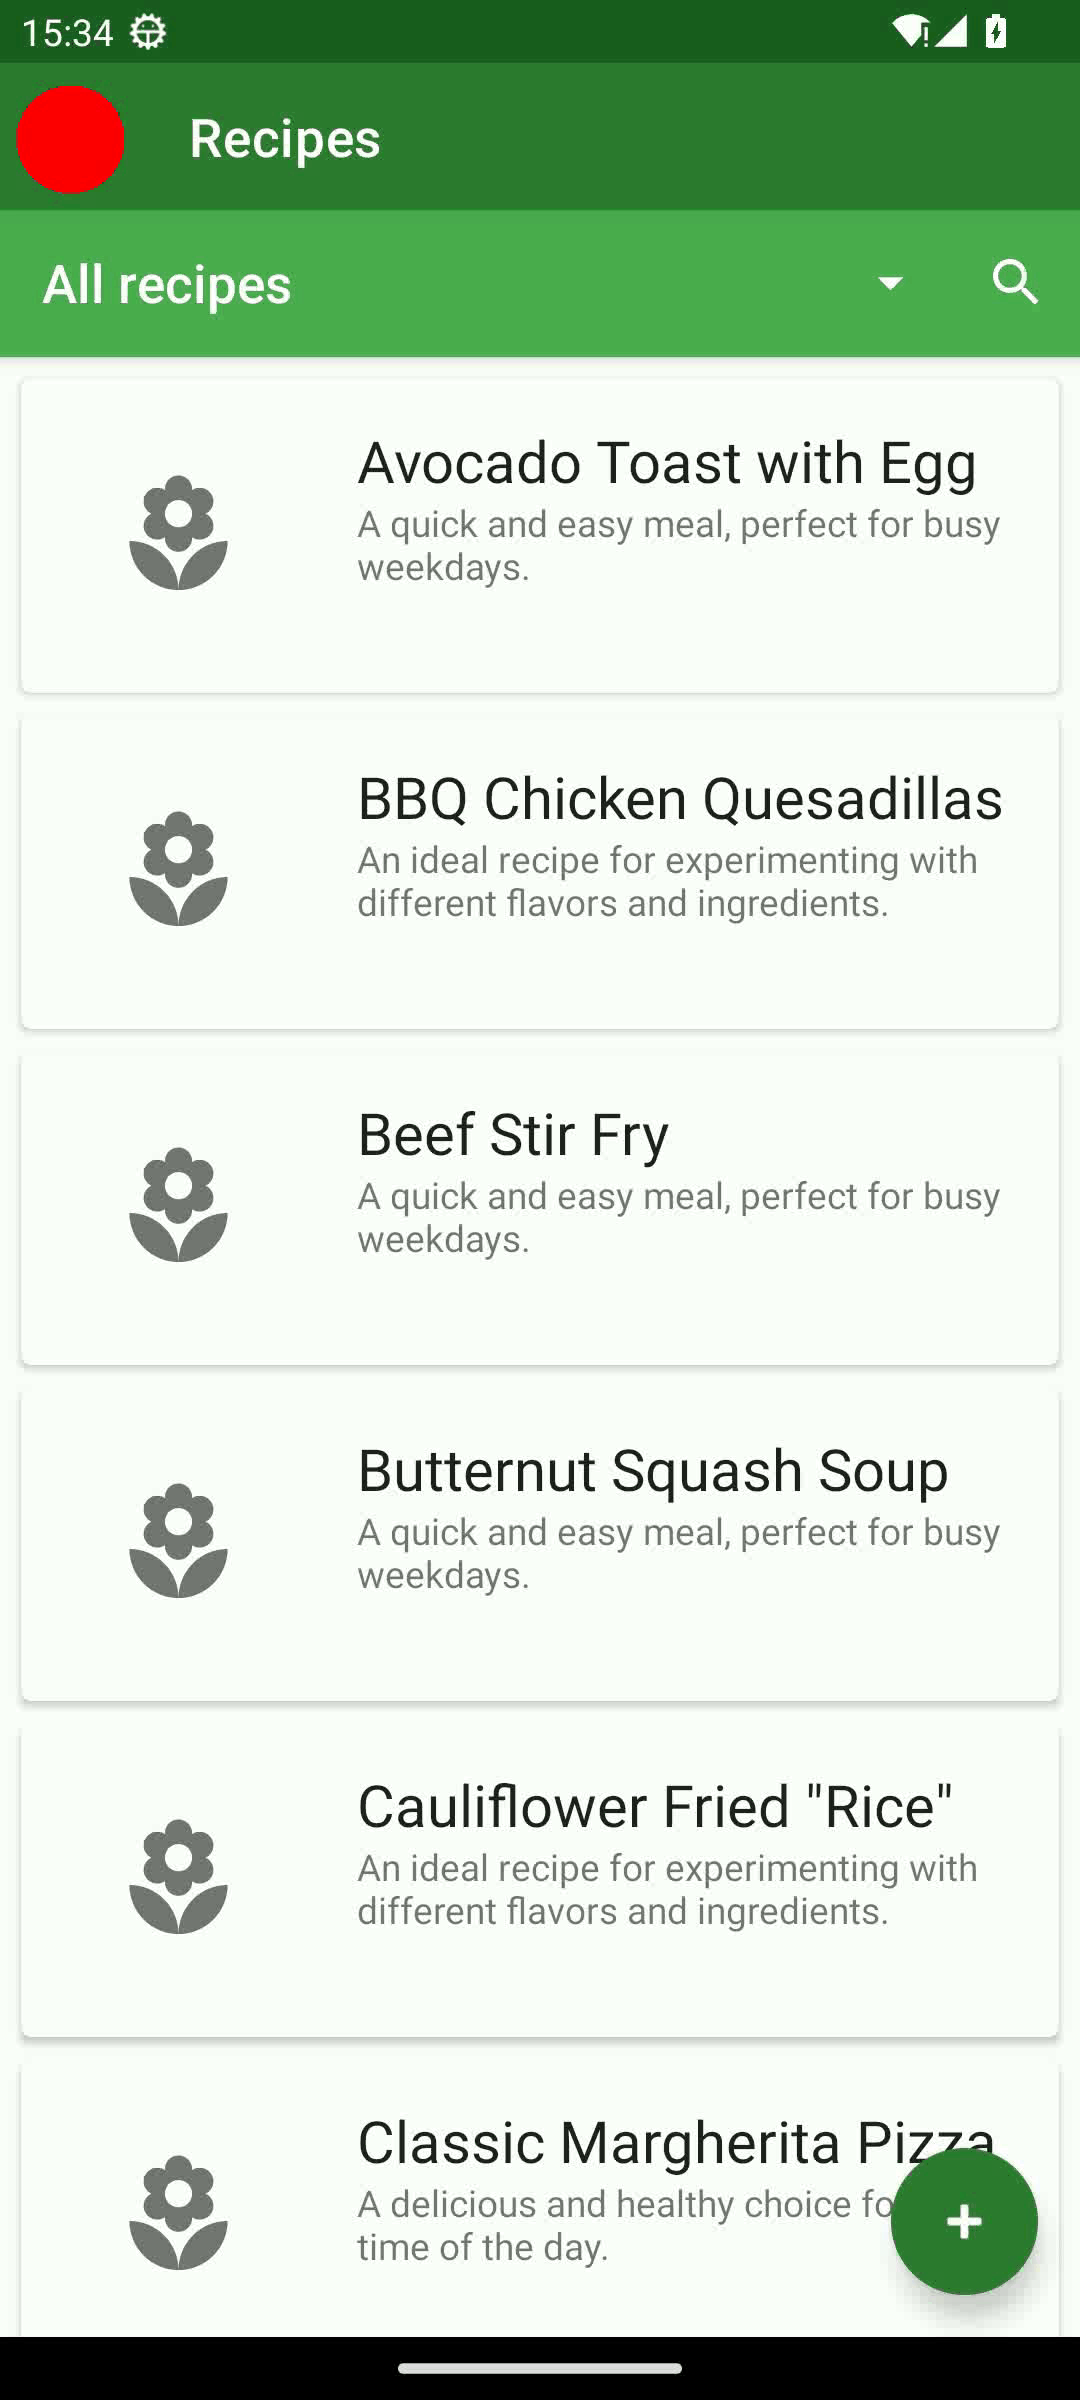 15:34
Recipes
All recipes
Avocado Toast with Egg
A quick and easy meal, perfect for busy
weekdays.
BBQ Chicken Quesadillas
An ideal recipe for experimenting with
different flavors and ingredients.
Beef Stir Fry
A quick and easy meal, perfect for busy
weekdays.
Butternut Squash Soup
A quick and easy meal, perfect for busy
weekdays.
Cauliflower Fried "Rice"
An ideal recipe for experimenting with
different flavors and ingredients.
Classic Margherita Pizza
A delicious and healthy choice
time of the day.